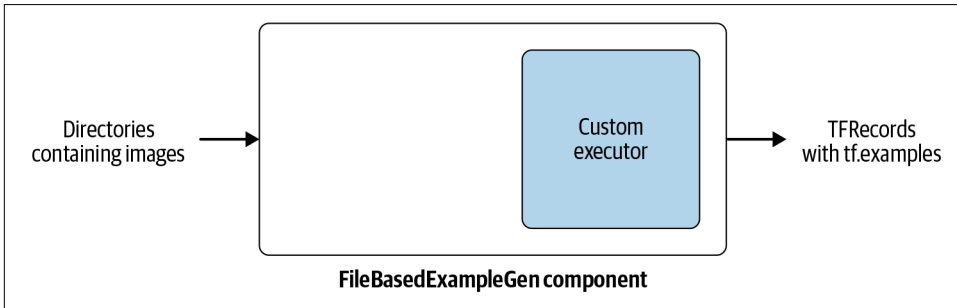 Directories
containing images
Custom
executor
TFRecords
with tf.examples
FileBasedExampleGen component